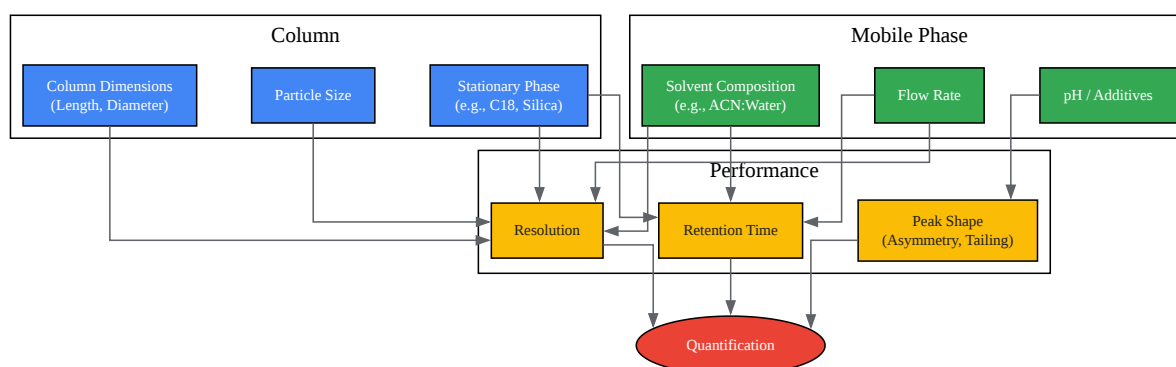 Column
Mobile Phase
Column Dimensions
(Length, Diameter)
Particle Size
Stationary Phase
(e.g., C18, Silica)
Solvent Composition
(e.g., ACN:Water)
Flow Rate
pH / Additives
Performance
Resolution
Retention Time
Peak Shape
(Asymmetry, Tailing)
Quantification